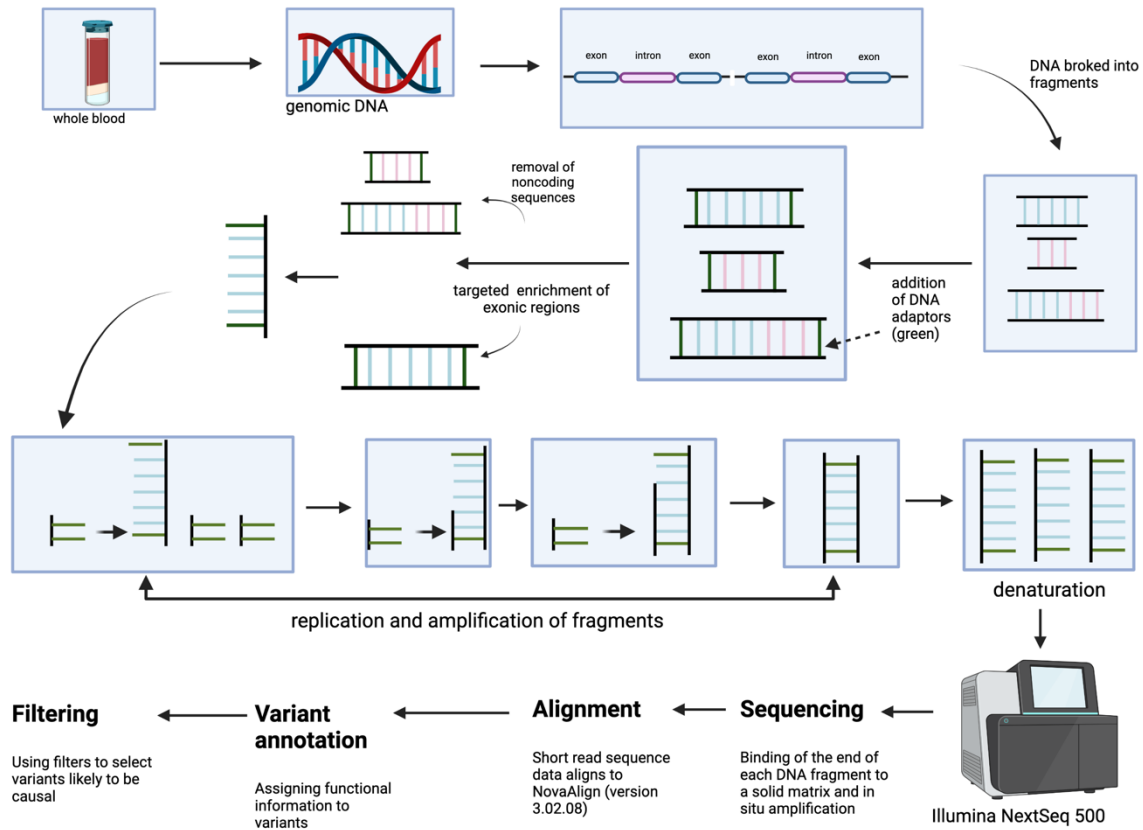 whole blood
genomic DNA
exon intron exon exon intron exon
DNA broked into
fragments
removal of
noncoding
sequences
targeted enrichment of
exonic regions
addition
of DNA
adaptors
(green)
replication and amplification of fragments
denaturation
Illumina NextSeq 500
Sequencing
Binding of the end of
each DNA fragment to
a solid matrix and in
situ amplification
Alignment
Short read sequence
data aligns to
NovaAlign (version
3.02.08)
Variant
annotation
Assigning functional
information to
variants
Filtering
Using filters to select
variants likely to be
causal